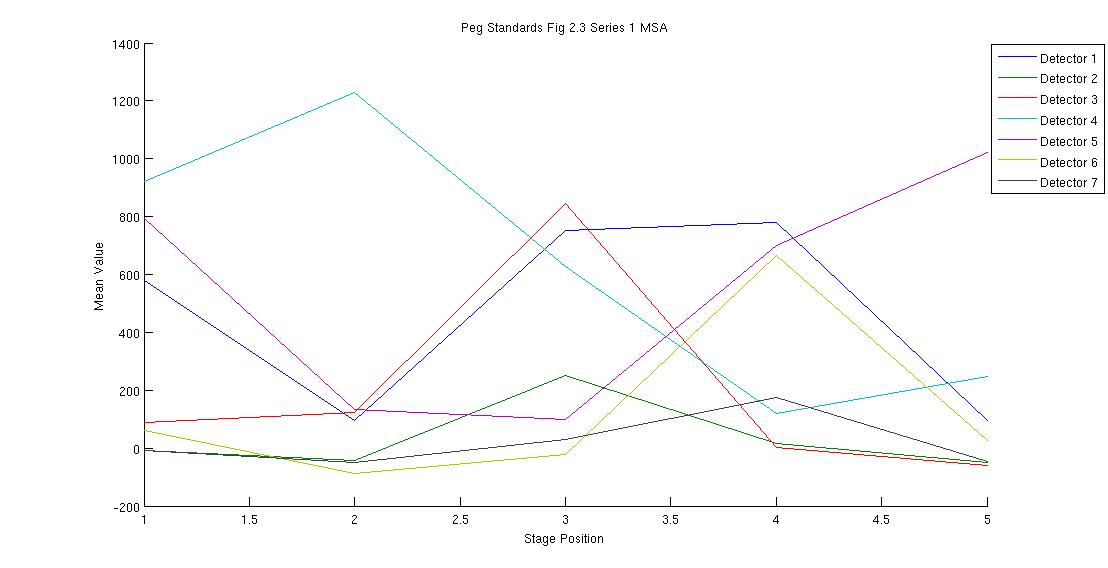 Peg Standards Fig 2.3 Series 1 MSA
1400
1200
1000
800
600
400
200
0
-200
Mean Value
1 1.5 2 2.5 3 3.5 4 4.5 5
Stage Position
Detector 1
Detector 2
Detector 3
Detector 4
Detector 5
Detector 6
Detector 7